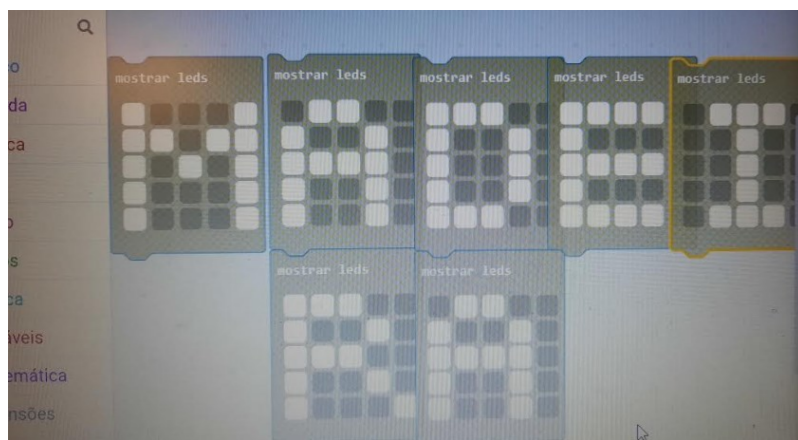 o
da
ca
s
ca
áveis
emática
nsões
mostrar leds mostrar leds mostrar leds mostrar leds mostrar leds
M A D E I
mostrar leds mostrar leds
R A